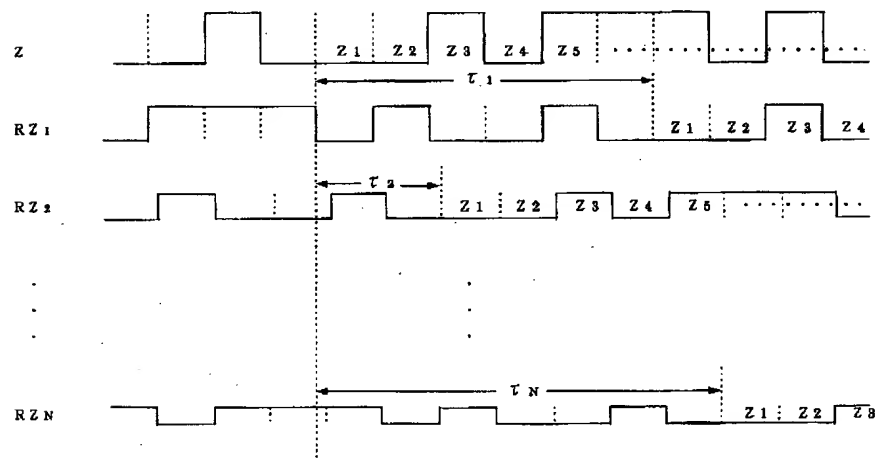 Z Z1 Z2 Z3 Z4 Z5
τ1
RZ1 Z1 Z2 Z3 Z4
τ2
RZ2 Z1 Z2 Z3 Z4 Z5
τN
RZN Z1 Z2 Z3